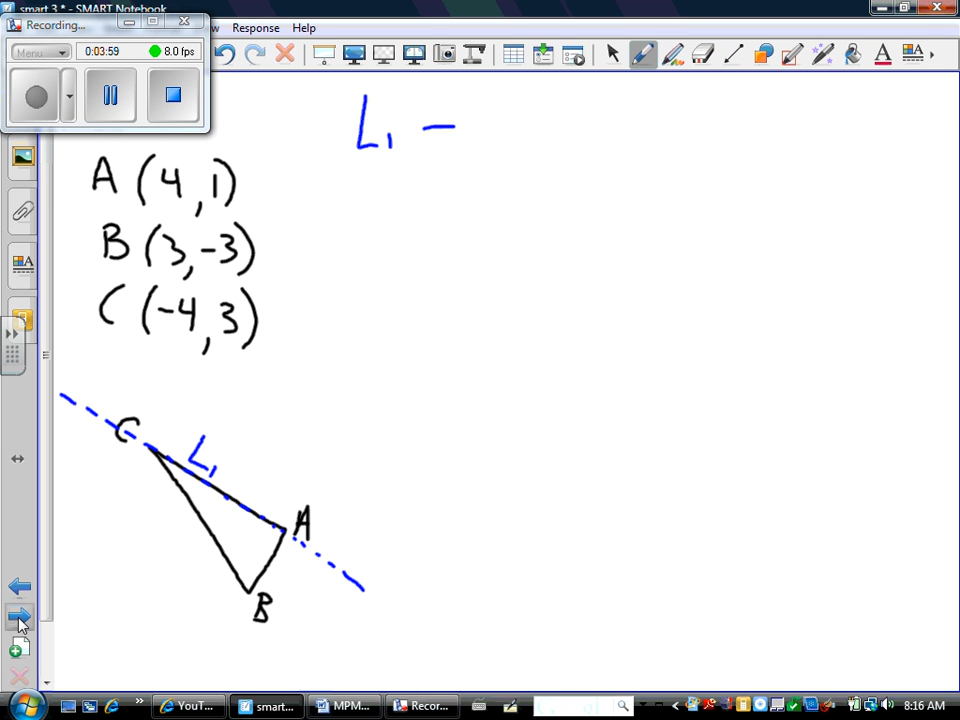 smart 3 * - SMART Notebook
Recording...
Response Help
0:03:59 8.0 fps
Menu
L₁ –
A (4,1)
B (3,-3)
C (-4,3)
C
L₁
A
B
YouT...
smart...
MPM...
Recor...
8:16 AM